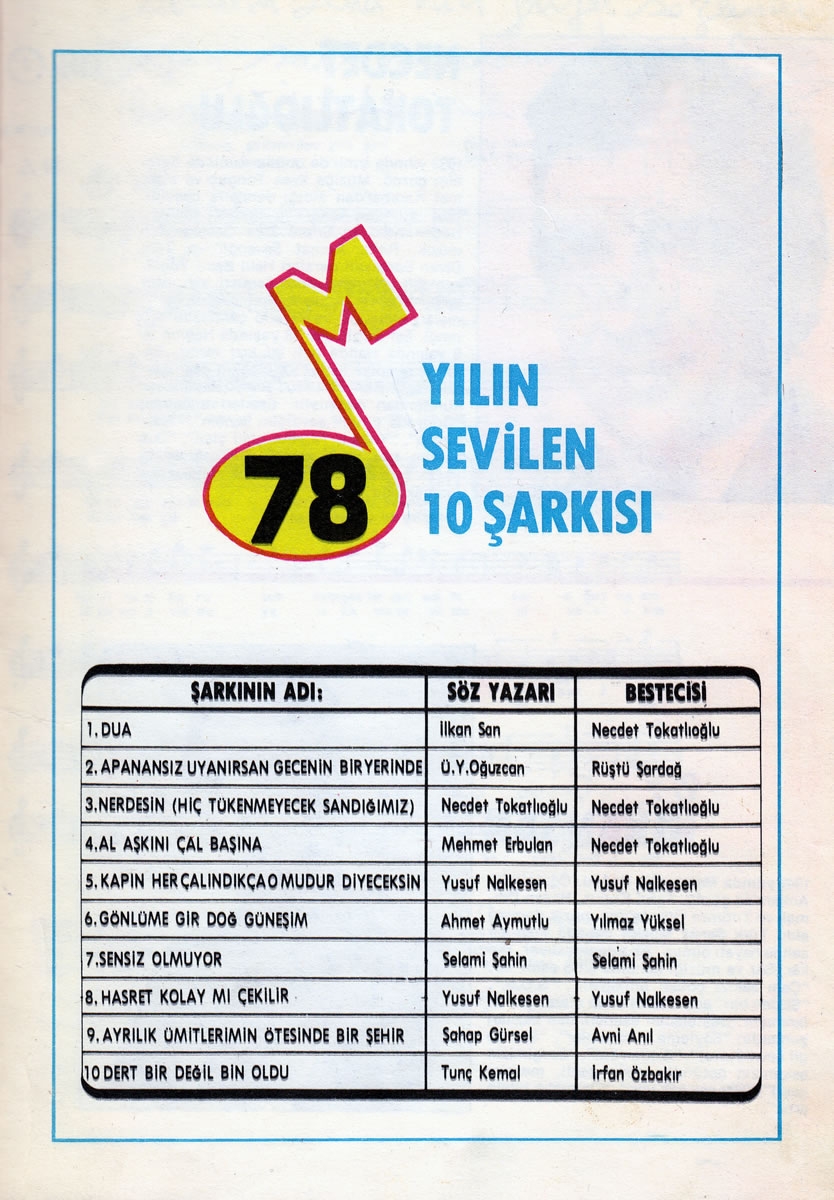 M
78
YILIN
SEVİLEN
10 ŞARKISI
ŞARKININ ADI: SÖZ YAZARI BESTECİSİ
1. DUA İlkan San Necdet Tokatlıoğlu
2. APANANSIZ UYANIRSAN GECENİN BİR YERİNDE Ü.Y.Oğuzcan Rüştü Şardağ
3. NERDESİN (HİÇ TÜKENMEYECEK SANDIĞIMIZ) Necdet Tokatlıoğlu Necdet Tokatlıoğlu
4. AL AŞKINI ÇAL BAŞINA Mehmet Erbulan Necdet Tokatlıoğlu
5. KAPIN HER ÇALINDIKÇA O MUDUR DİYECEKSİN Yusuf Nalkesen Yusuf Nalkesen
6. GÖNLÜME GİR DOĞ GÜNEŞİM Ahmet Aymutlu Yılmaz Yüksel
7. SENSİZ OLMUYOR Selami Şahin Selami Şahin
8. HASRET KOLAY MI ÇEKİLİR Yusuf Nalkesen Yusuf Nalkesen
9. AYRILIK ÜMİTLERİMİN ÖTESİNDE BİR ŞEHİR Şahap Gürsel Avni Anıl
10 DERT BİR DEĞİL BİN OLDU Tunç Kemal İrfan Özbakır